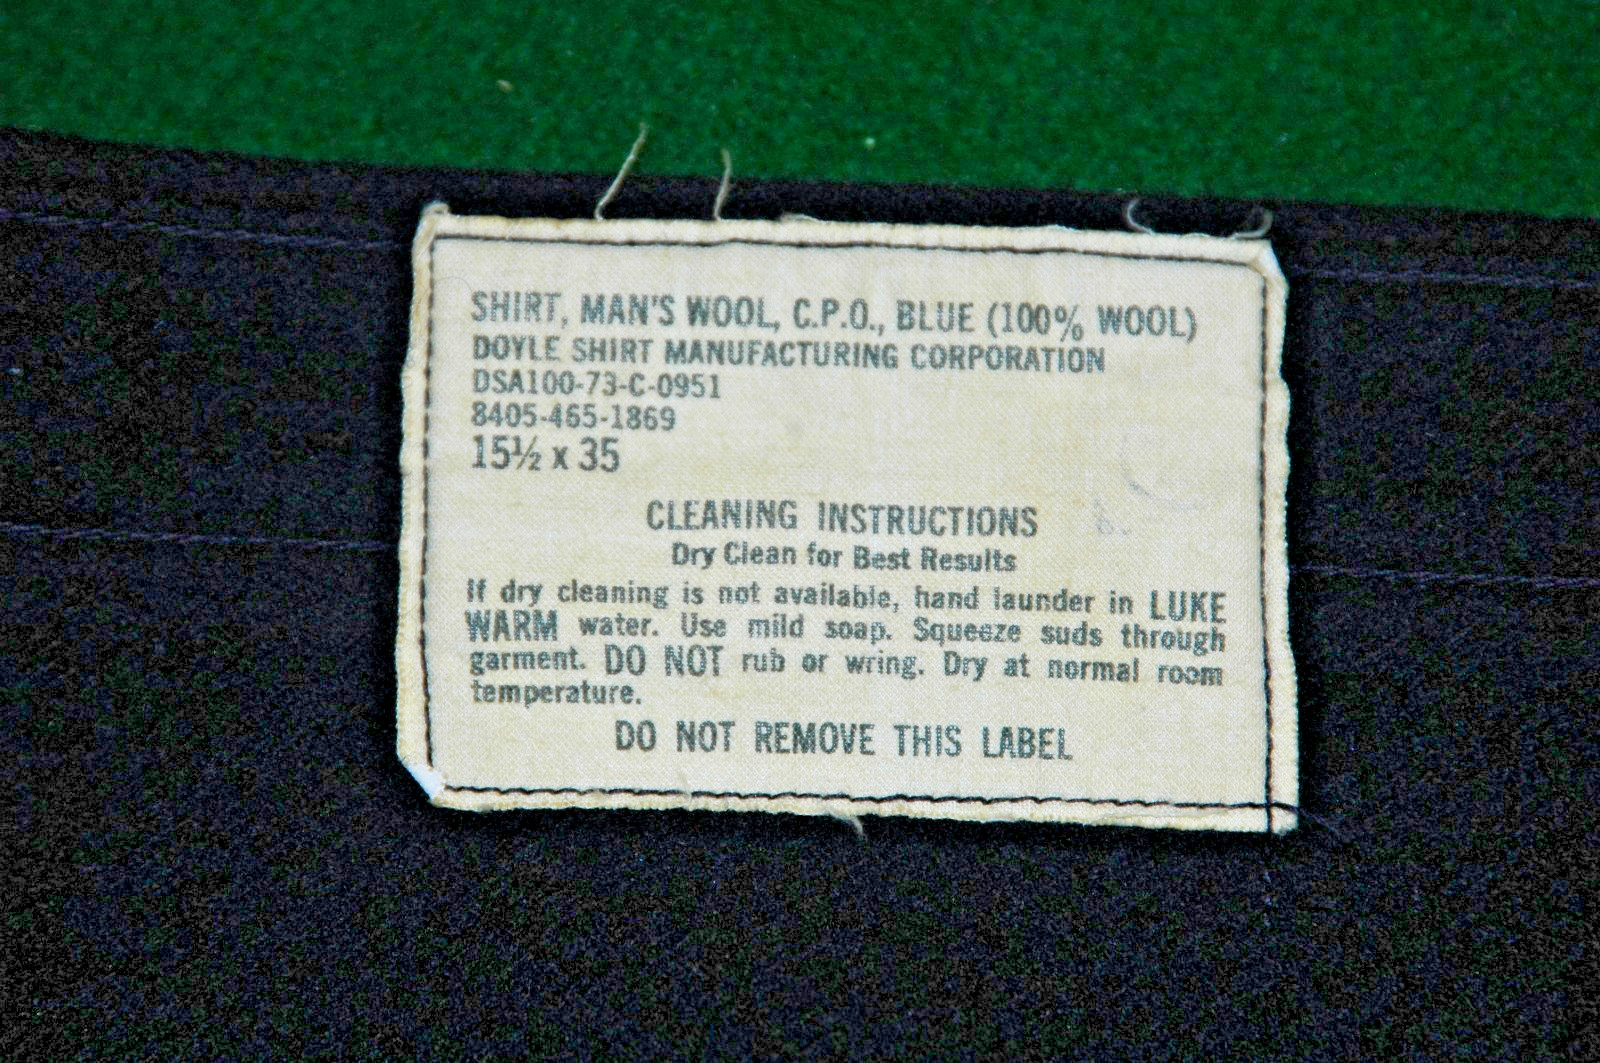 SHIRT, MAN'S WOOL, C.P.O., BLUE (100% WOOL)
DOYLE SHIRT MANUFACTURING CORPORATION
DSA100-73-C-0951
8405-465-1869
15½ x 35
CLEANING INSTRUCTIONS
Dry Clean for Best Results
If dry cleaning is not available, hand launder in LUKE
WARM water. Use mild soap. Squeeze suds through
garment. DO NOT rub or wring. Dry at normal room
temperature.
DO NOT REMOVE THIS LABEL